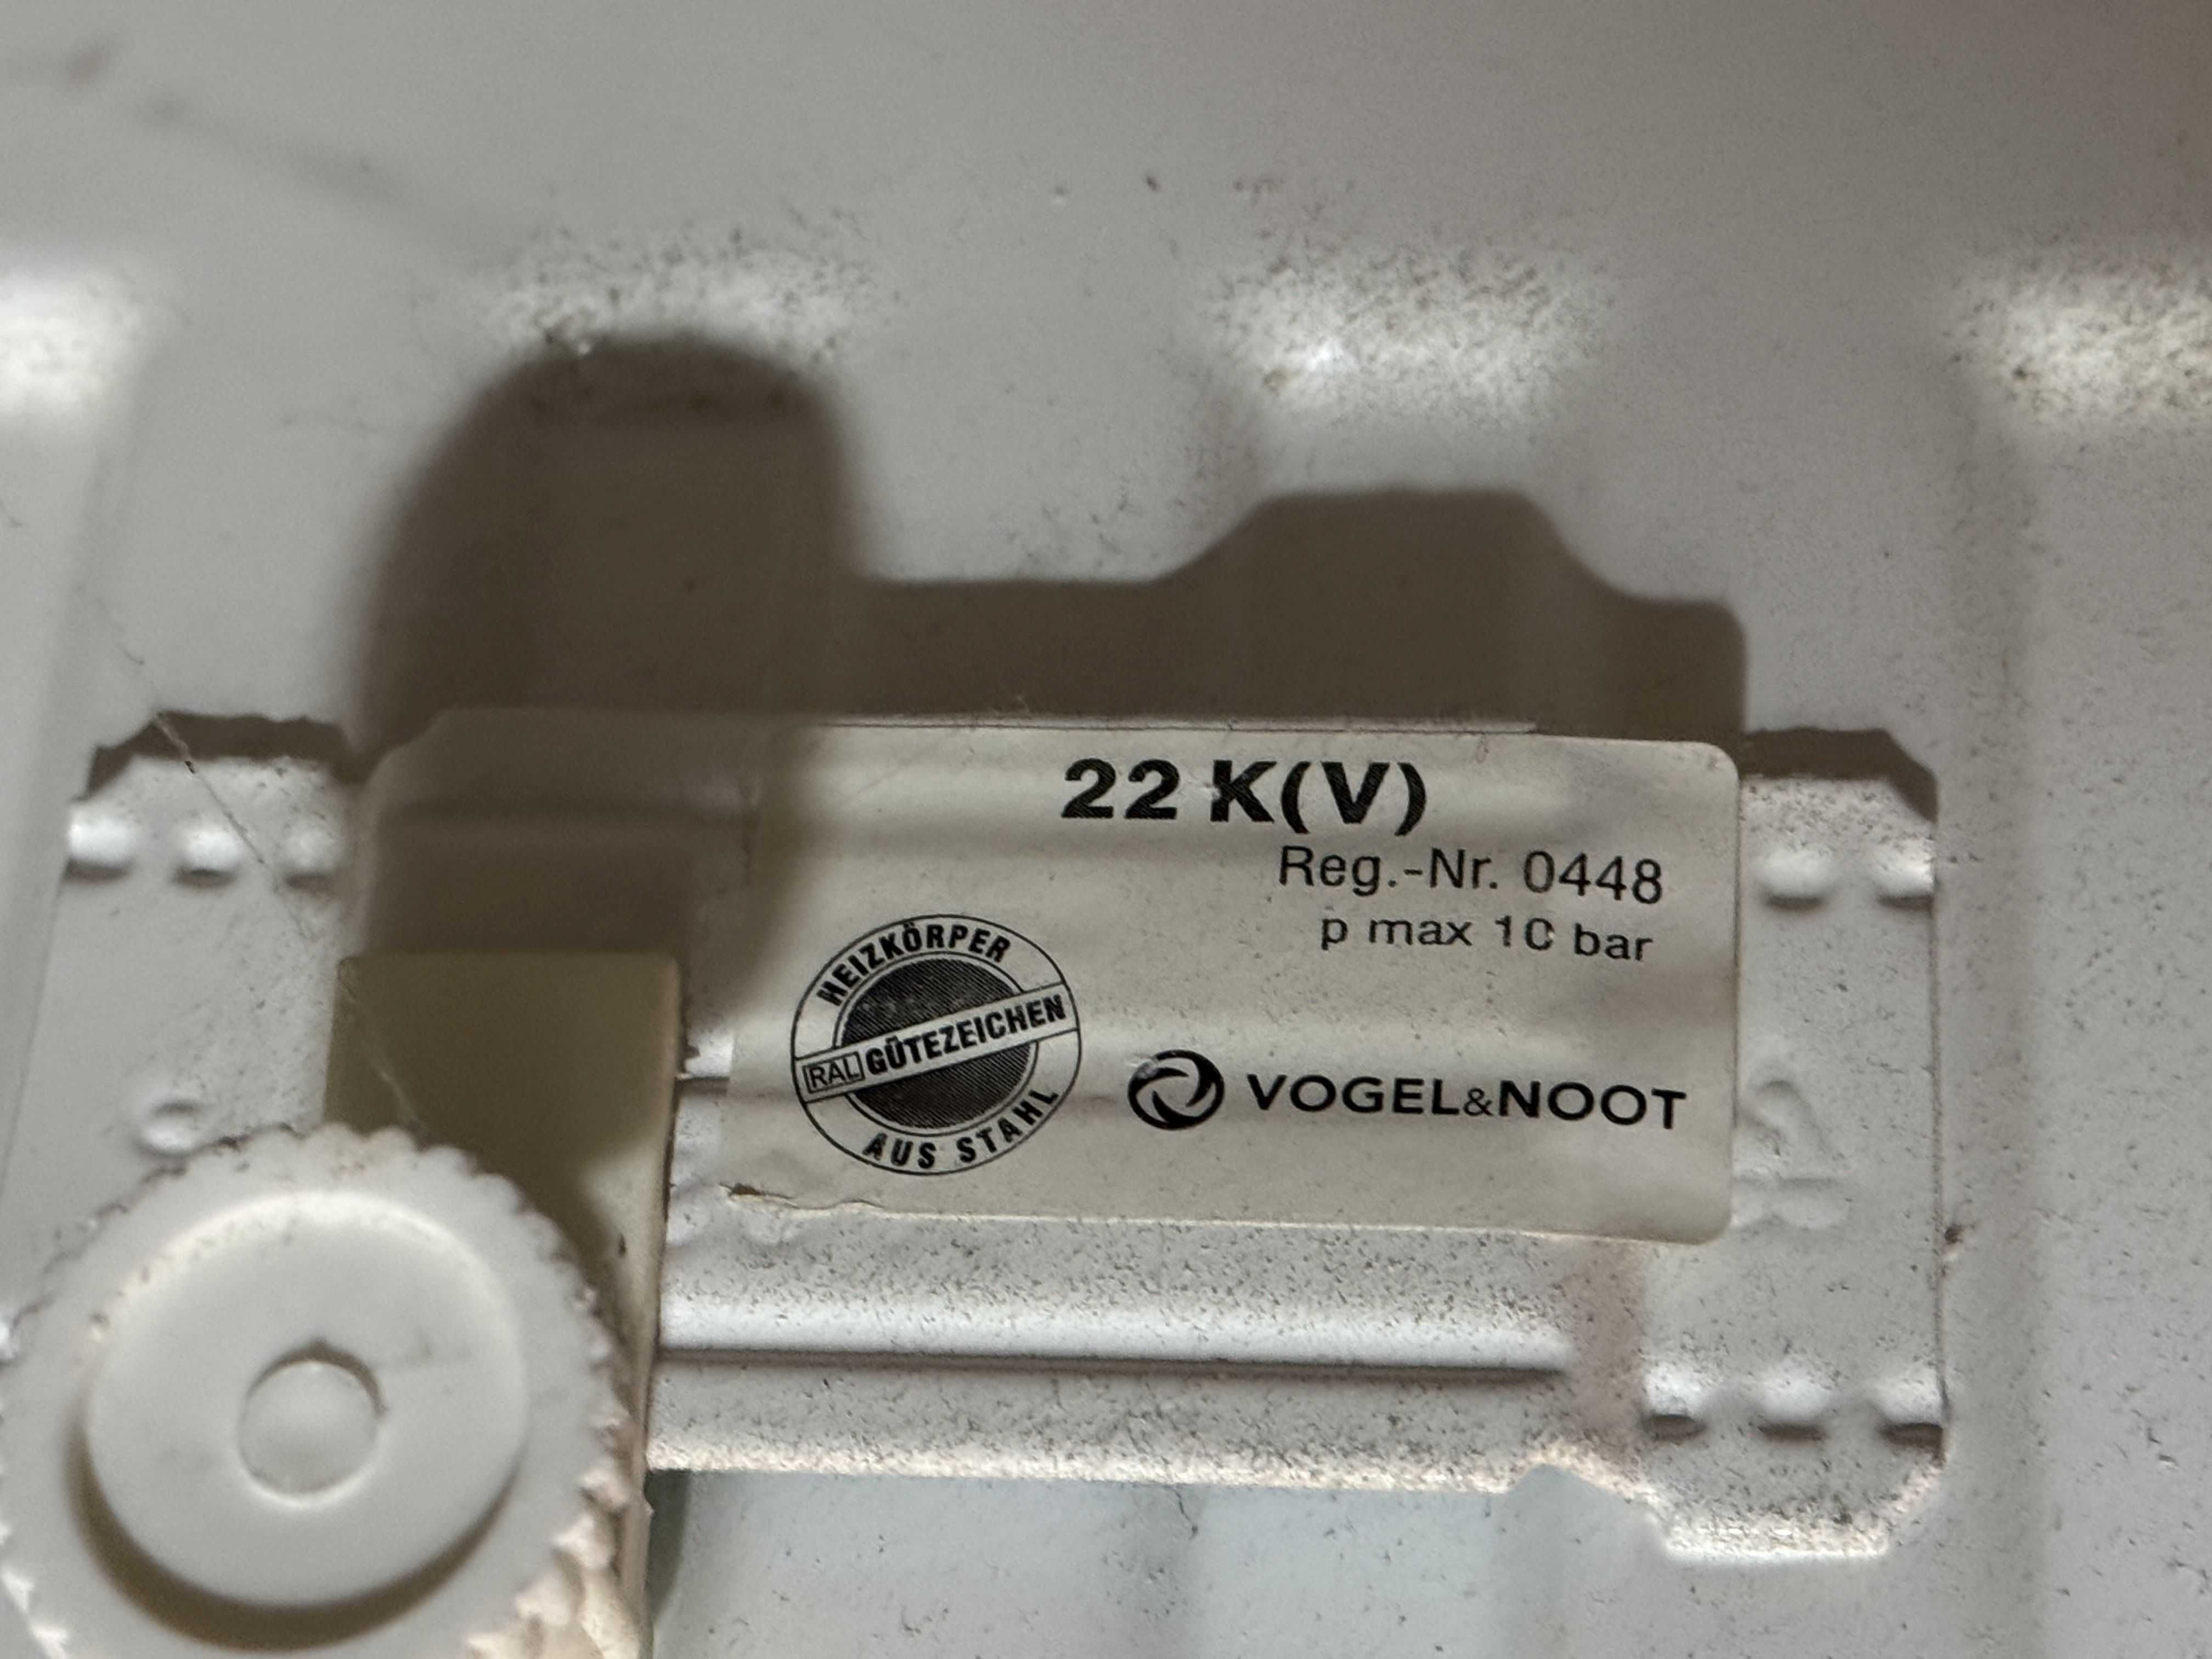 22 K(V)
Reg.-Nr. 0448
p max 10 bar
HEIZKÖRPER
RAL GÜTEZEICHEN
AUS STAHL
VOGEL&NOOT